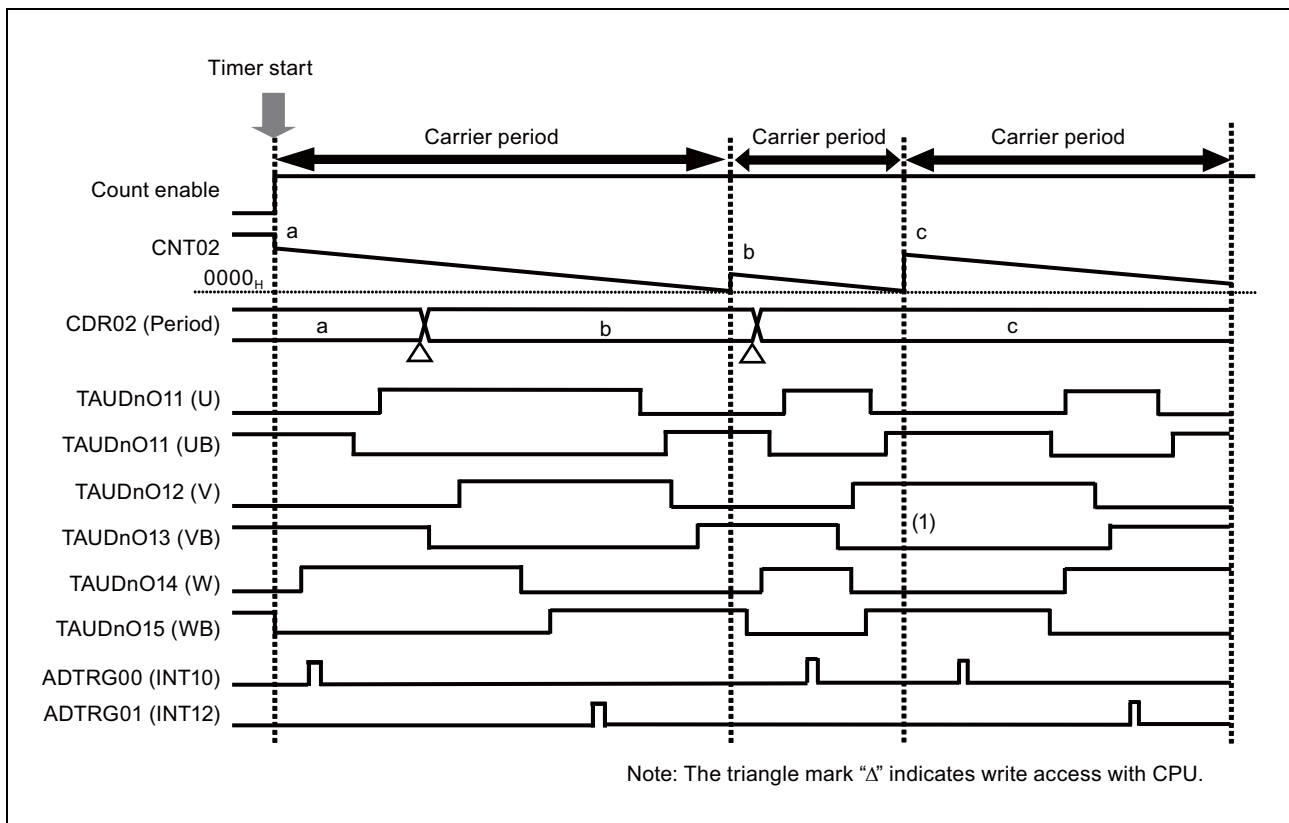 Timer start
Carrier period Carrier period Carrier period
Count enable
a
CNT02 b c
0000H
CDR02 (Period) a b c
TAUDnO11 (U)
TAUDnO11 (UB)
TAUDnO12 (V)
(1)
TAUDnO13 (VB)
TAUDnO14 (W)
TAUDnO15 (WB)
ADTRG00 (INT10)
ADTRG01 (INT12)
Note: The triangle mark “Δ” indicates write access with CPU.